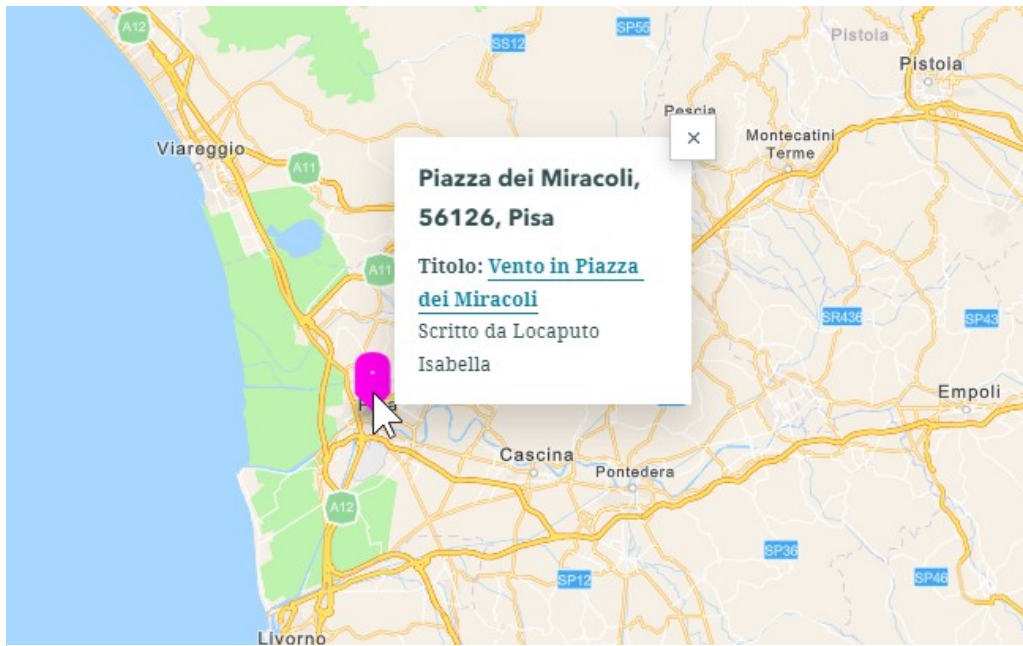 A12
SS12
SP55
Pistoia
Pistoia
Pescia
Viareggio
Montecatini
Terme
A11
×
Piazza dei Miracoli,
56126, Pisa
Titolo: Vento in Piazza
dei Miracoli
Scritto da Locaputo
Isabella
A11
SR436
SP43
Empoli
Cascina
Pontedera
A12
SP36
SP12
SP46
Livorno